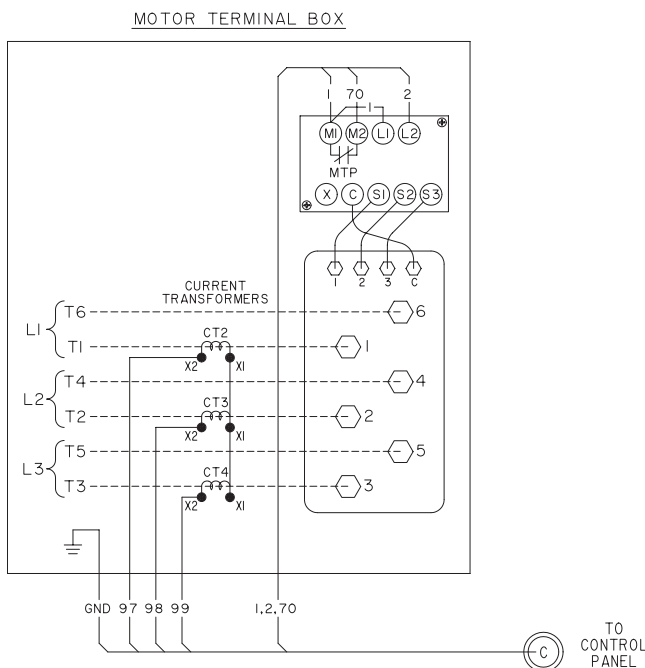 MOTOR TERMINAL BOX
1 70 2
1
M1 M2 L1 L2
MTP
X C S1 S2 S3
1 2 3 C
CURRENT
TRANSFORMERS
T6 6
L1
CT2
T1 1
X2 X1
T4 4
L2
CT3
T2 2
X2 X1
T5 5
L3
CT4
T3 3
X2 X1
GND 97 98 99 1,2,70
C
TO
CONTROL
PANEL